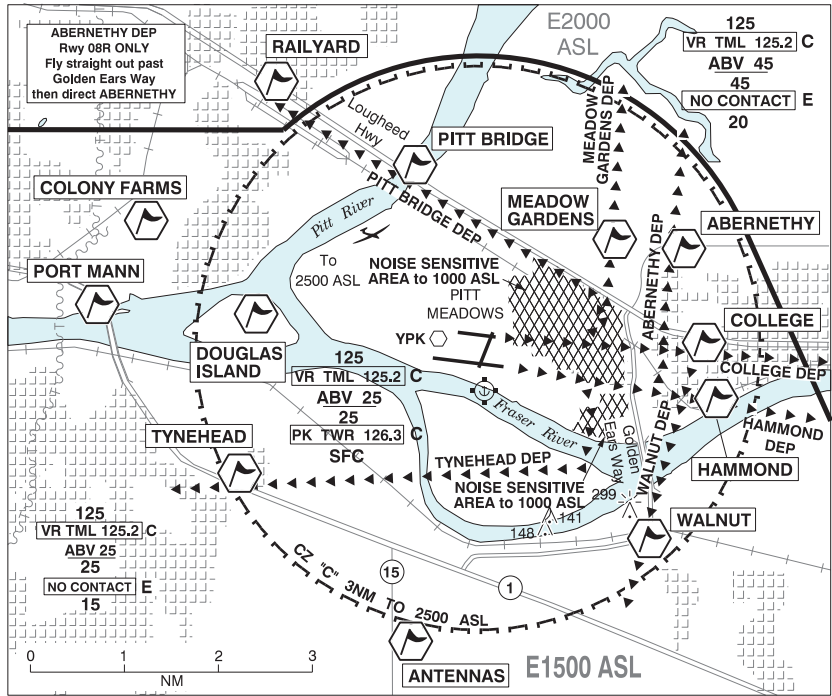 ABERNETHY DEP
Rwy 08R ONLY
Fly straight out past
Golden Ears Way
then direct ABERNETHY
RAILYARD
E2000
ASL
125
VR TML 125.2 C
ABV 45
45
NO CONTACT E
20
Lougheed
Hwy
PITT BRIDGE
MEADOW
GARDENS DEP
COLONY FARMS
PITT BRIDGE DEP
MEADOW
GARDENS
ABERNETHY
Pitt River
ABERNETHY DEP
PORT MANN
To
2500 ASL
NOISE SENSITIVE
AREA to 1000 ASL
PITT
MEADOWS
COLLEGE
YPK
DOUGLAS
ISLAND
COLLEGE DEP
125
VR TML 125.2 C
ABV 25
25
PK TWR 126.3 C
SFC
Fraser River
Golden
Ears Way
WALNUT DEP
HAMMOND
DEP
TYNEHEAD
TYNEHEAD DEP
HAMMOND
NOISE SENSITIVE
AREA to 1000 ASL
299
141
148
WALNUT
125
VR TML 125.2 C
ABV 25
25
NO CONTACT E
15
CZ "C" 3NM TO 2500 ASL
15
1
0 1 2 3
NM
ANTENNAS
E1500 ASL